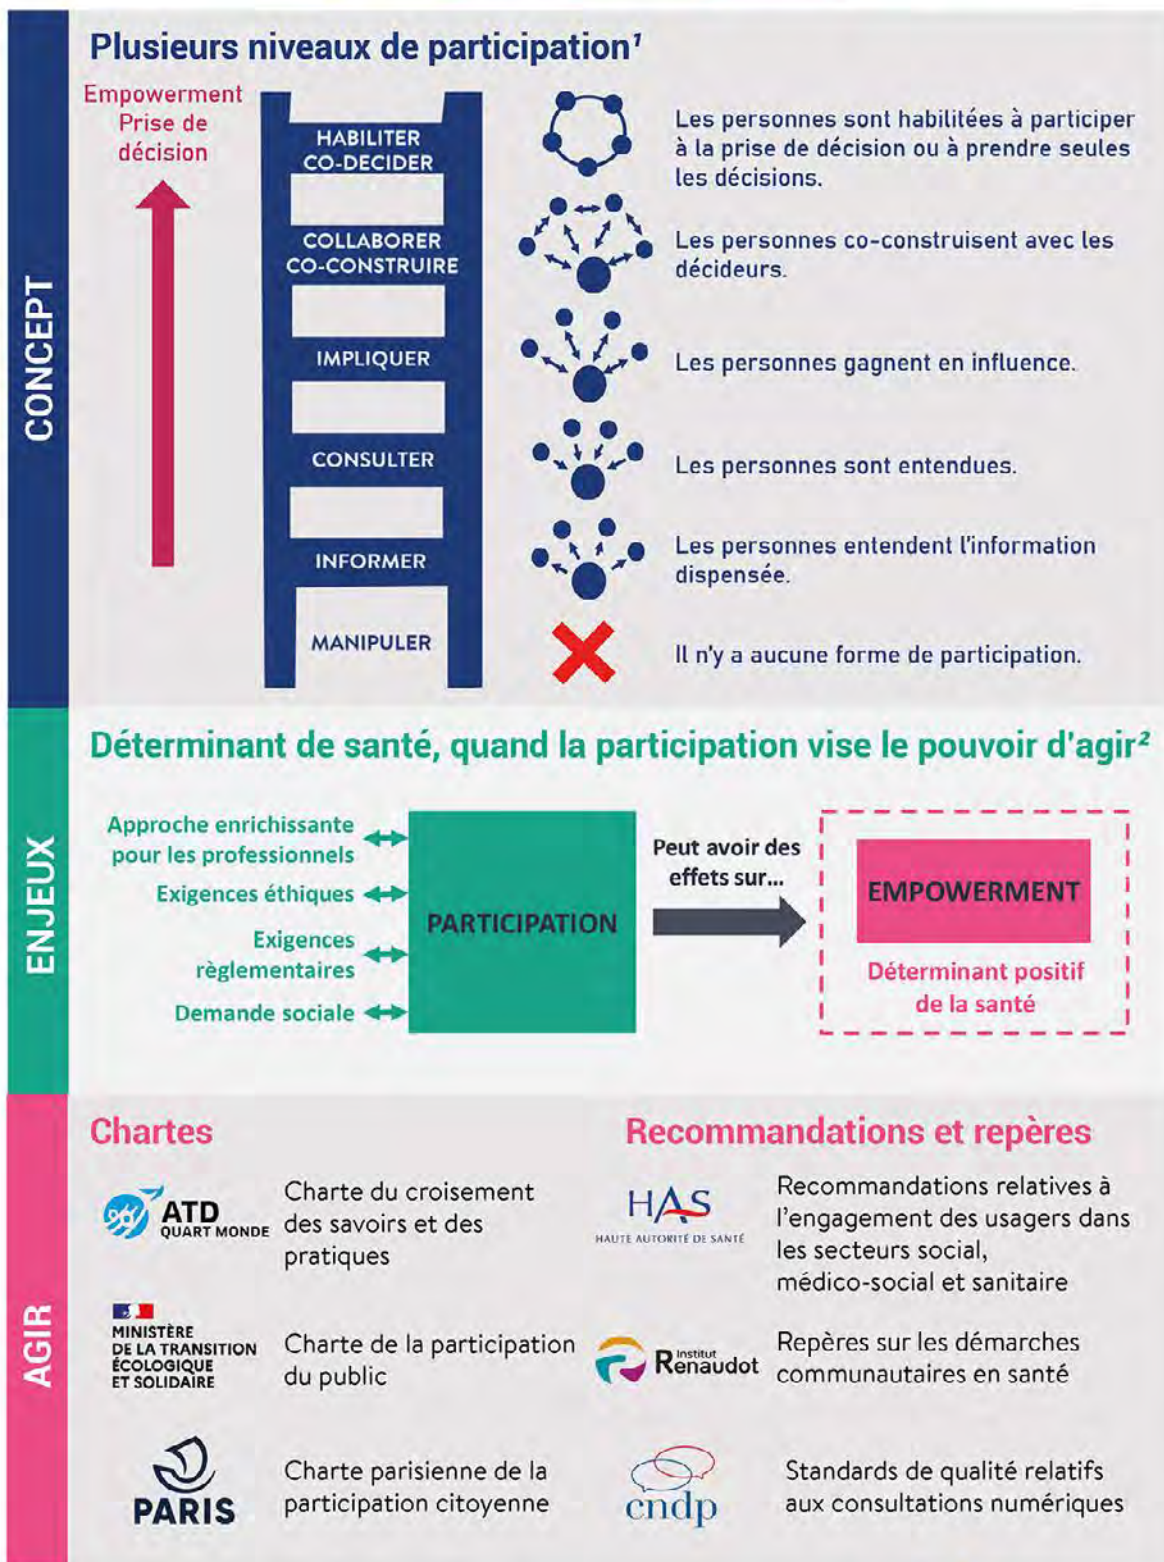 Plusieurs niveaux de participation¹
Empowerment
Prise de
décision
CONCEPT
HABILITER
CO-DECIDER
Les personnes sont habilitées à participer
à la prise de décision ou à prendre seules
les décisions.
COLLABORER
CO-CONSTRUIRE
Les personnes co-construisent avec les
décideurs.
IMPLIQUER
Les personnes gagnent en influence.
CONSULTER
Les personnes sont entendues.
INFORMER
Les personnes entendent l'information
dispensée.
MANIPULER
Il n'y a aucune forme de participation.
ENJEUX
Déterminant de santé, quand la participation vise le pouvoir d'agir²
Approche enrichissante
pour les professionnels
Exigences éthiques
Exigences
règlementaires
Demande sociale
PARTICIPATION
Peut avoir des
effets sur...
EMPOWERMENT
Déterminant positif
de la santé
AGIR
Chartes
ATD
QUART MONDE
Charte du croisement
des savoirs et des
pratiques
MINISTÈRE
DE LA TRANSITION
ÉCOLOGIQUE
ET SOLIDAIRE
Charte de la participation
du public
PARIS
Charte parisienne de la
participation citoyenne
Recommandations et repères
HAS
HAUTE AUTORITÉ DE SANTÉ
Recommandations relatives à
l'engagement des usagers dans
les secteurs social,
médico-social et sanitaire
Institut
Renaudot
Repères sur les démarches
communautaires en santé
cndp
Standards de qualité relatifs
aux consultations numériques